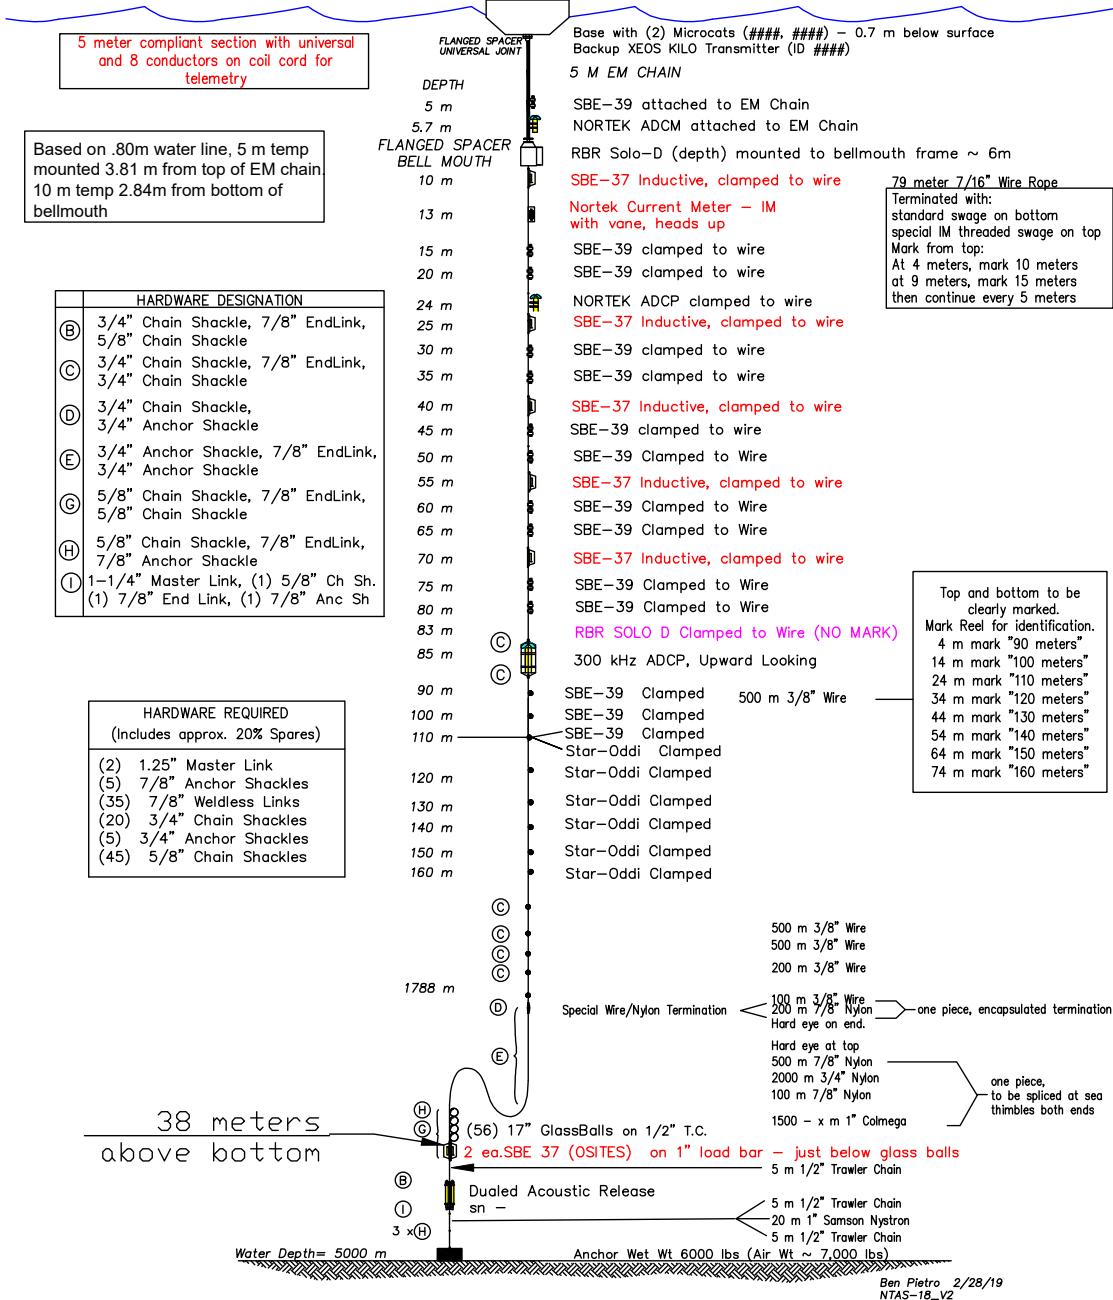 FLANGED SPACER
UNIVERSAL JOINT
Base with (2) Microcats (####, ####) – 0.7 m below surface
Backup XEOS KILO Transmitter (ID ####)
5 meter compliant section with universal
and 8 conductors on coil cord for
telemetry
5 M EM CHAIN
DEPTH
5 m
SBE–39 attached to EM Chain
5.7 m
NORTEK ADCM attached to EM Chain
FLANGED SPACER
BELL MOUTH
RBR Solo–D (depth) mounted to bellmouth frame ~ 6m
Based on .80m water line, 5 m temp
mounted 3.81 m from top of EM chain.
10 m temp 2.84m from bottom of
bellmouth
10 m
SBE–37 Inductive, clamped to wire
13 m
Nortek Current Meter – IM
with vane, heads up
79 meter 7/16" Wire Rope
Terminated with:
standard swage on bottom
special IM threaded swage on top
Mark from top:
At 4 meters, mark 10 meters
at 9 meters, mark 15 meters
then continue every 5 meters
15 m
SBE–39 clamped to wire
20 m
SBE–39 clamped to wire
24 m
NORTEK ADCP clamped to wire
25 m
SBE–37 Inductive, clamped to wire
30 m
SBE–39 clamped to wire
35 m
SBE–39 clamped to wire
40 m
SBE–37 Inductive, clamped to wire
45 m
SBE–39 clamped to wire
50 m
SBE–39 Clamped to Wire
55 m
SBE–37 Inductive, clamped to wire
60 m
SBE–39 Clamped to Wire
65 m
SBE–39 Clamped to Wire
70 m
SBE–37 Inductive, clamped to wire
75 m
SBE–39 Clamped to Wire
80 m
SBE–39 Clamped to Wire
83 m
RBR SOLO D Clamped to Wire (NO MARK)
C
85 m
300 kHz ADCP, Upward Looking
C
90 m
SBE–39 Clamped
500 m 3/8" Wire
100 m
SBE–39 Clamped
110 m
SBE–39 Clamped
Star–Oddi Clamped
120 m
Star–Oddi Clamped
130 m
Star–Oddi Clamped
140 m
Star–Oddi Clamped
150 m
Star–Oddi Clamped
160 m
Star–Oddi Clamped
HARDWARE DESIGNATION
B 3/4" Chain Shackle, 7/8" EndLink,
5/8" Chain Shackle
C 3/4" Chain Shackle, 7/8" EndLink,
3/4" Chain Shackle
D 3/4" Chain Shackle,
3/4" Anchor Shackle
E 3/4" Anchor Shackle, 7/8" EndLink,
3/4" Anchor Shackle
G 5/8" Chain Shackle, 7/8" EndLink,
5/8" Chain Shackle
H 5/8" Chain Shackle, 7/8" EndLink,
7/8" Anchor Shackle
I 1–1/4" Master Link, (1) 5/8" Ch Sh.
(1) 7/8" End Link, (1) 7/8" Anc Sh
Top and bottom to be
clearly marked.
Mark Reel for identification.
4 m mark "90 meters"
14 m mark "100 meters"
24 m mark "110 meters"
34 m mark "120 meters"
44 m mark "130 meters"
54 m mark "140 meters"
64 m mark "150 meters"
74 m mark "160 meters"
HARDWARE REQUIRED
(Includes approx. 20% Spares)
(2) 1.25" Master Link
(5) 7/8" Anchor Shackles
(35) 7/8" Weldless Links
(20) 3/4" Chain Shackles
(5) 3/4" Anchor Shackles
(45) 5/8" Chain Shackles
C
C
C
C
500 m 3/8" Wire
500 m 3/8" Wire
200 m 3/8" Wire
1788 m
D
Special Wire/Nylon Termination
100 m 3/8" Wire
200 m 7/8" Nylon
Hard eye on end.
one piece, encapsulated termination
E
Hard eye at top
500 m 7/8" Nylon
2000 m 3/4" Nylon
100 m 7/8" Nylon
1500 – x m 1" Colmega
one piece,
to be spliced at sea
thimbles both ends
H
G
38 meters
above bottom
(56) 17" GlassBalls on 1/2" T.C.
2 ea.SBE 37 (OSITES) on 1" load bar – just below glass balls
5 m 1/2" Trawler Chain
B
Dualed Acoustic Release
sn –
I
3 xH
5 m 1/2" Trawler Chain
20 m 1" Samson Nystron
5 m 1/2" Trawler Chain
Water Depth= 5000 m
Anchor Wet Wt 6000 lbs (Air Wt ~ 7,000 lbs)
Ben Pietro 2/28/19
NTAS–18_V2